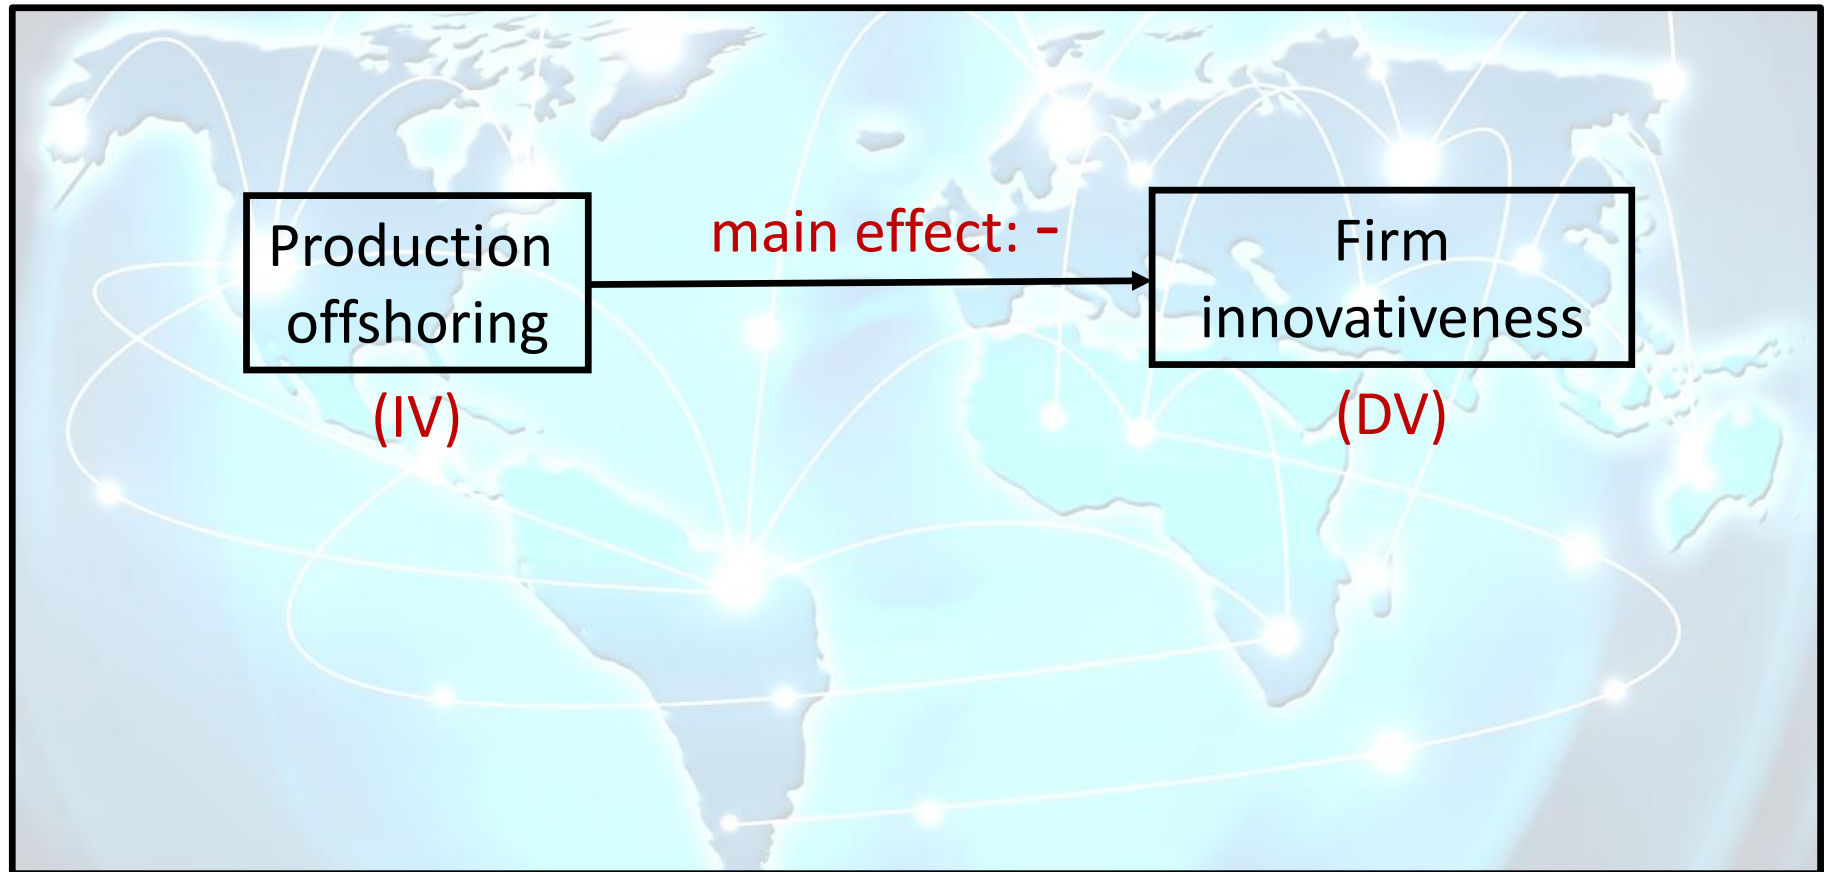 Production
offshoring
(IV)
main effect: -
Firm
innovativeness
(DV)